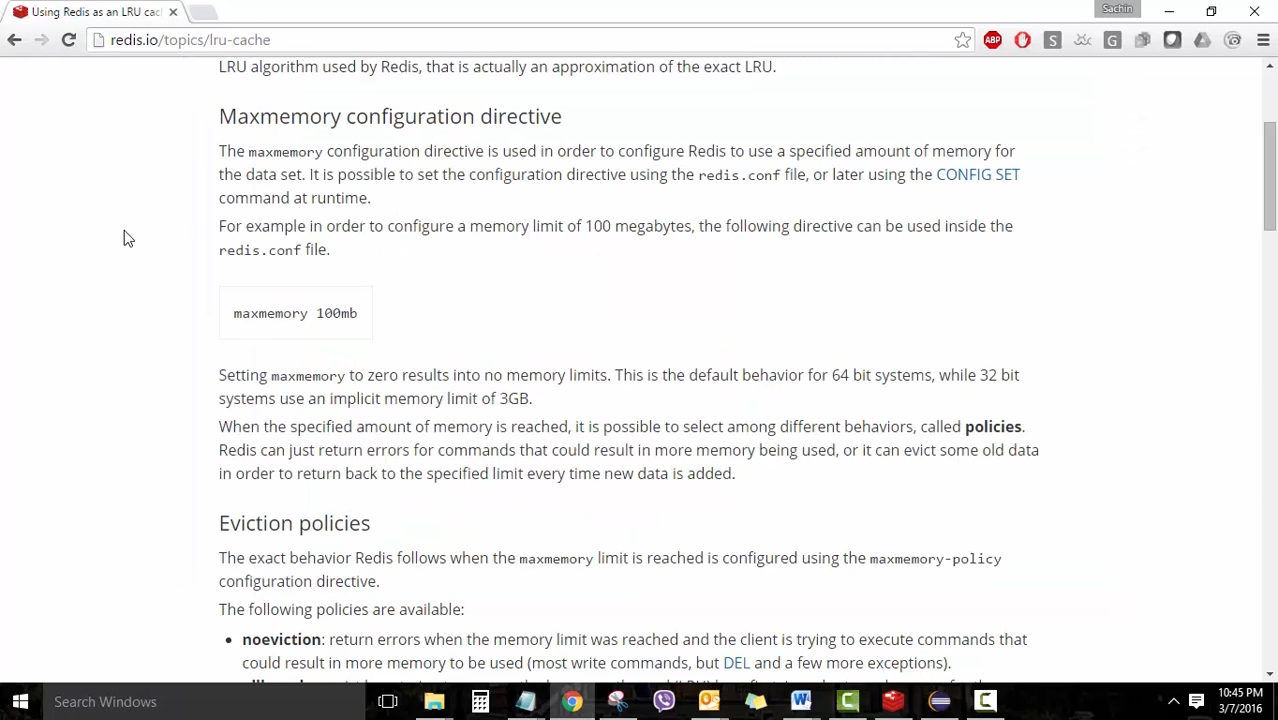 Using Redis as an LRU cac
Sachin
redis.io/topics/lru-cache
ABP
S
G
LRU algorithm used by Redis, that is actually an approximation of the exact LRU.
Maxmemory configuration directive
The maxmemory configuration directive is used in order to configure Redis to use a specified amount of memory for
the data set. It is possible to set the configuration directive using the redis.conf file, or later using the CONFIG SET
command at runtime.
For example in order to configure a memory limit of 100 megabytes, the following directive can be used inside the
redis.conf file.
maxmemory 100mb
Setting maxmemory to zero results into no memory limits. This is the default behavior for 64 bit systems, while 32 bit
systems use an implicit memory limit of 3GB.
When the specified amount of memory is reached, it is possible to select among different behaviors, called policies.
Redis can just return errors for commands that could result in more memory being used, or it can evict some old data
in order to return back to the specified limit every time new data is added.
Eviction policies
The exact behavior Redis follows when the maxmemory limit is reached is configured using the maxmemory-policy
configuration directive.
The following policies are available:
noeviction: return errors when the memory limit was reached and the client is trying to execute commands that
could result in more memory to be used (most write commands, but DEL and a few more exceptions).
Search Windows
10:45 PM
3/7/2016